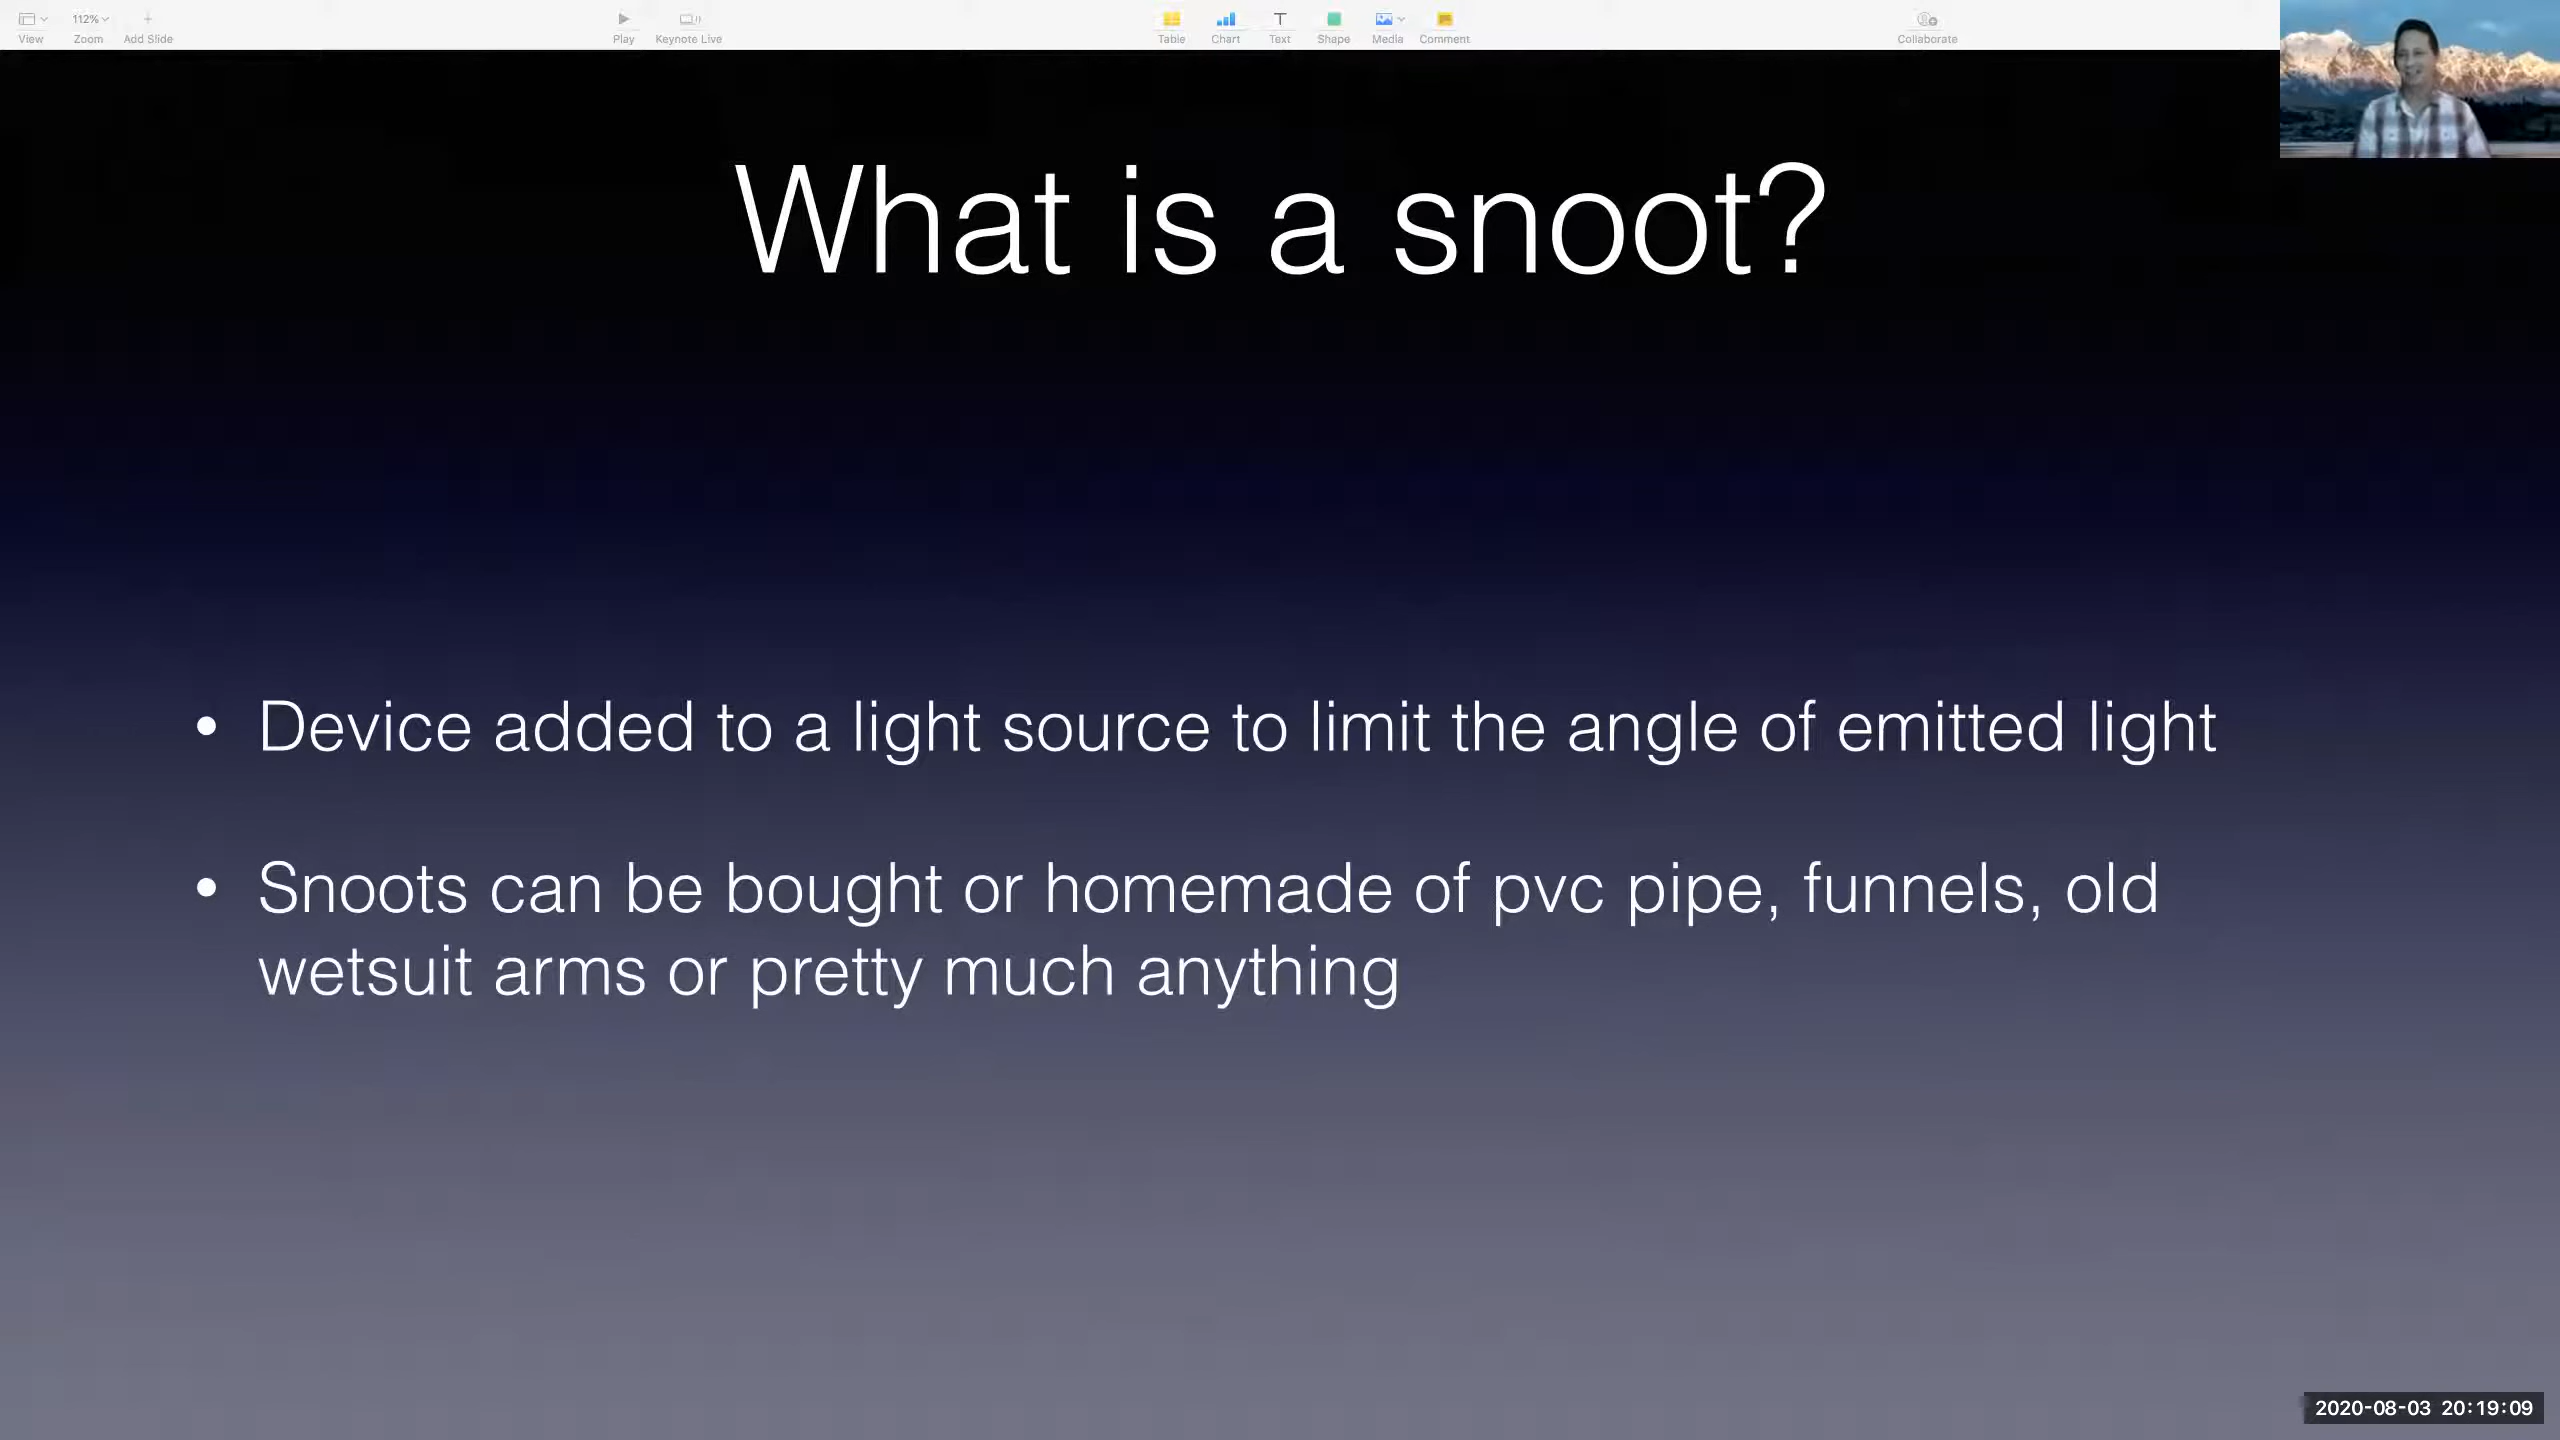 112%
View Zoom Add Slide Play Keynote Live Table Chart Text Shape Media Comment Collaborate
What is a snoot?
• Device added to a light source to limit the angle of emitted light
• Snoots can be bought or homemade of pvc pipe, funnels, old
wetsuit arms or pretty much anything
2020-08-03 20:19:09